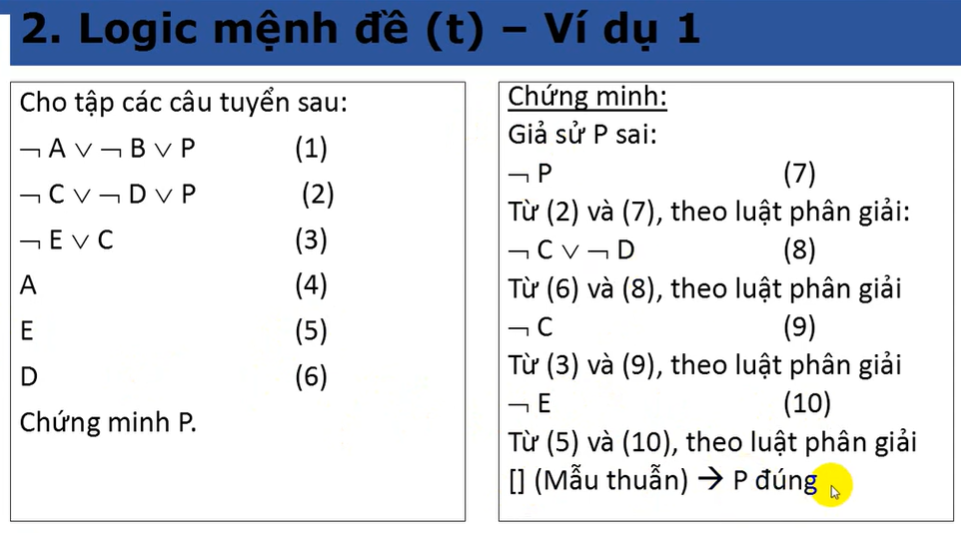 2. Logic mệnh đề (t) – Ví dụ 1
Cho tập các câu tuyển sau:
¬ A ∨ ¬ B ∨ P (1)
¬ C ∨ ¬ D ∨ P (2)
¬ E ∨ C (3)
A (4)
E (5)
D (6)
Chứng minh P.
Chứng minh:
Giả sử P sai:
¬ P (7)
Từ (2) và (7), theo luật phân giải:
¬ C ∨ ¬ D (8)
Từ (6) và (8), theo luật phân giải
¬ C (9)
Từ (3) và (9), theo luật phân giải
¬ E (10)
Từ (5) và (10), theo luật phân giải
[] (Mẫu thuẫn) → P đúng